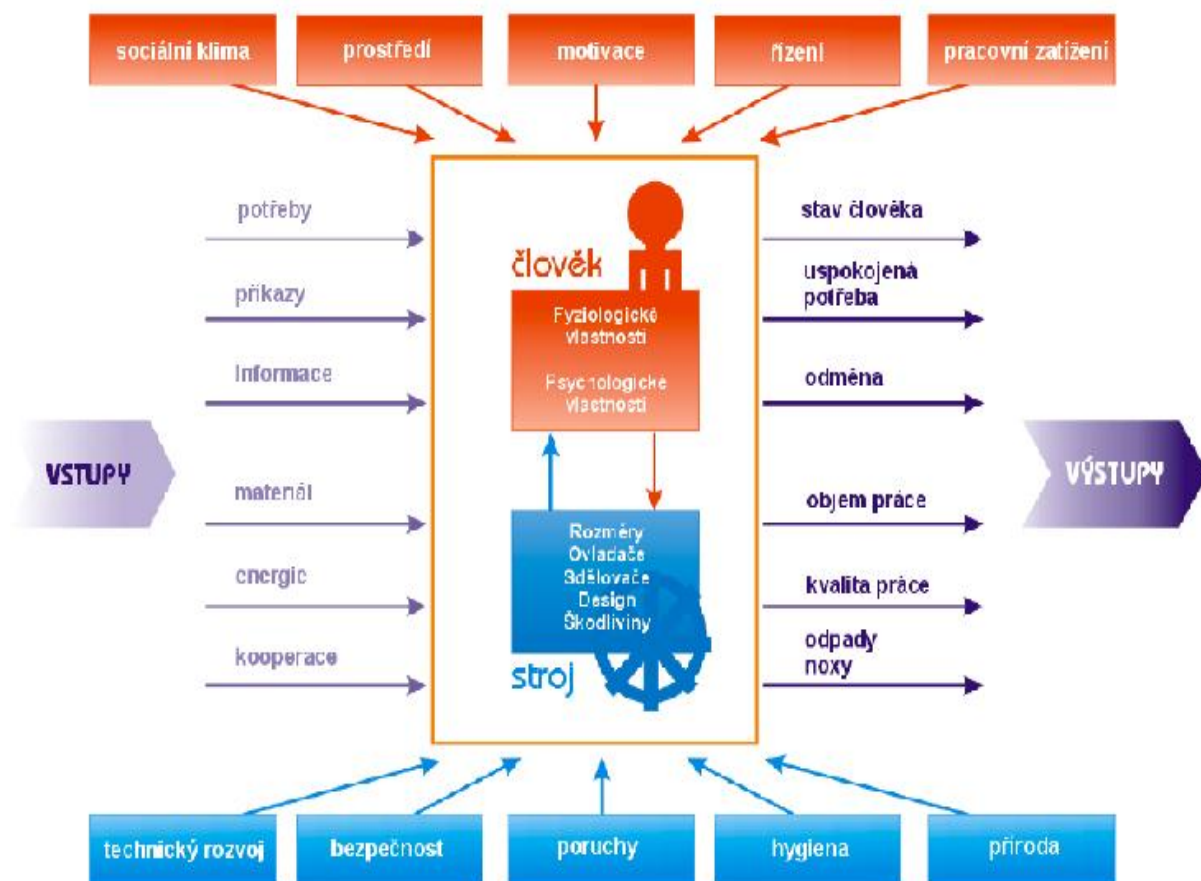 sociální klima
prostředí
motivace
řízení
pracovní zatížení
potřeby
příkazy
Informace
VSTUPY
materiál
energie
kooperace
člověk
Fyziologické
vlastnosti
Psychologické
vlastnosti
Rozměry
Ovladače
Sdělovače
Design
Škodliviny
stroj
stav člověka
uspokojená
potřeba
odměna
objem práce
kvalita práce
odpady
noxy
VÝSTUPY
technický rozvoj
bezpečnost
poruchy
hygiena
příroda